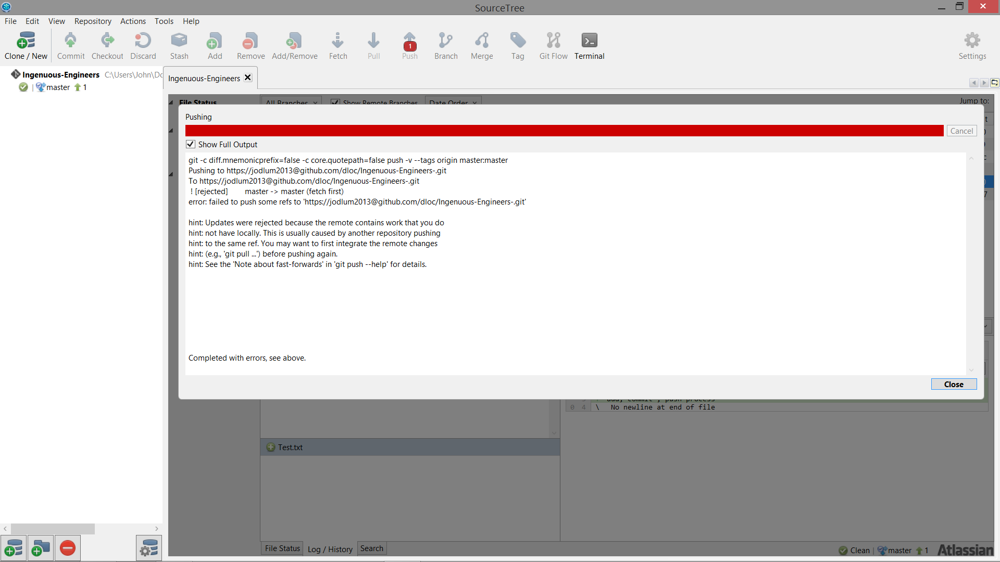 SourceTree
File Edit View Repository Actions Tools Help
Clone / New Commit Checkout Discard Stash Add Remove Add/Remove Fetch Pull 1 Push Branch Merge Tag Git Flow Terminal Settings
Ingenuous-Engineers C:\Users\John\Do
master 1
Ingenuous-Engineers
File Status All Branches Show Remote Branches Date Order Jump to:
Pushing
Cancel
Show Full Output
git -c diff.mnemonicprefix=false -c core.quotepath=false push -v --tags origin master:master
Pushing to https://jodlum2013@github.com/dloc/Ingenuous-Engineers-.git
To https://jodlum2013@github.com/dloc/Ingenuous-Engineers-.git
! [rejected] master -> master (fetch first)
error: failed to push some refs to 'https://jodlum2013@github.com/dloc/Ingenuous-Engineers-.git'
hint: Updates were rejected because the remote contains work that you do
hint: not have locally. This is usually caused by another repository pushing
hint: to the same ref. You may want to first integrate the remote changes
hint: (e.g., 'git pull ...') before pushing again.
hint: See the 'Note about fast-forwards' in 'git push --help' for details.
Completed with errors, see above.
Close
add, commit , push process
0 4 \ No newline at end of file
Test.txt
File Status Log / History Search
Clean master 1 Atlassian